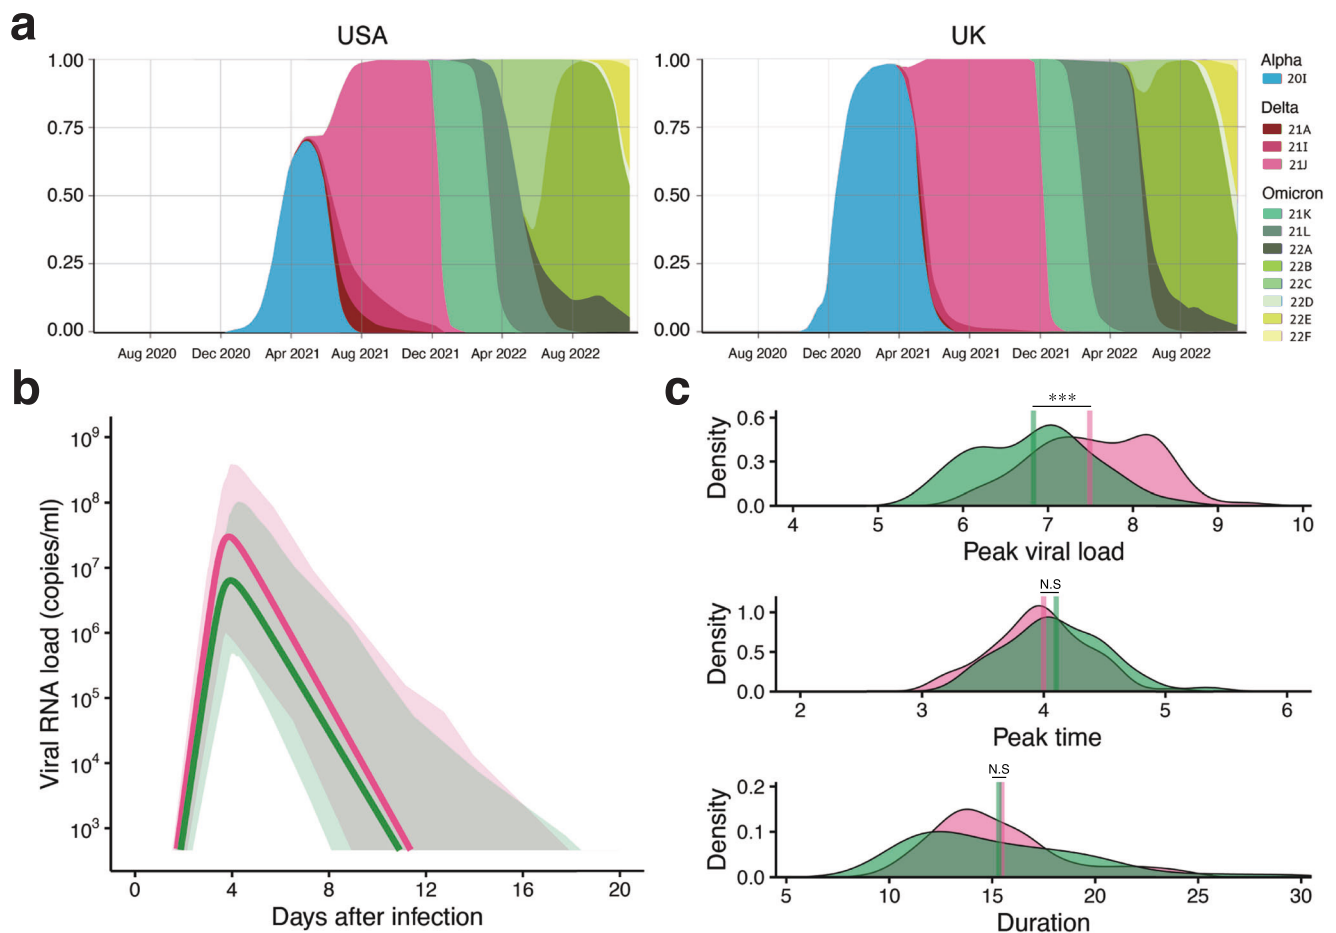 a
USA
UK
1.00
0.75
0.50
0.25
0.00
Aug 2020
Dec 2020
Apr 2021
Aug 2021
Dec 2021
Apr 2022
Aug 2022
1.00
0.75
0.50
0.25
0.00
Aug 2020
Dec 2020
Apr 2021
Aug 2021
Dec 2021
Apr 2022
Aug 2022
Alpha
20I
Delta
21A
21I
21J
Omicron
21K
21L
22A
22B
22C
22D
22E
22F
b
Viral RNA load (copies/ml)
10⁹
10⁸
10⁷
10⁶
10⁵
10⁴
10³
0 4 8 12 16 20
Days after infection
c
***
Density
0.6
0.3
0.0
4 5 6 7 8 9 10
Peak viral load
N.S
Density
1.0
0.5
0.0
2 3 4 5 6
Peak time
N.S
Density
0.2
0.1
0.0
5 10 15 20 25 30
Duration